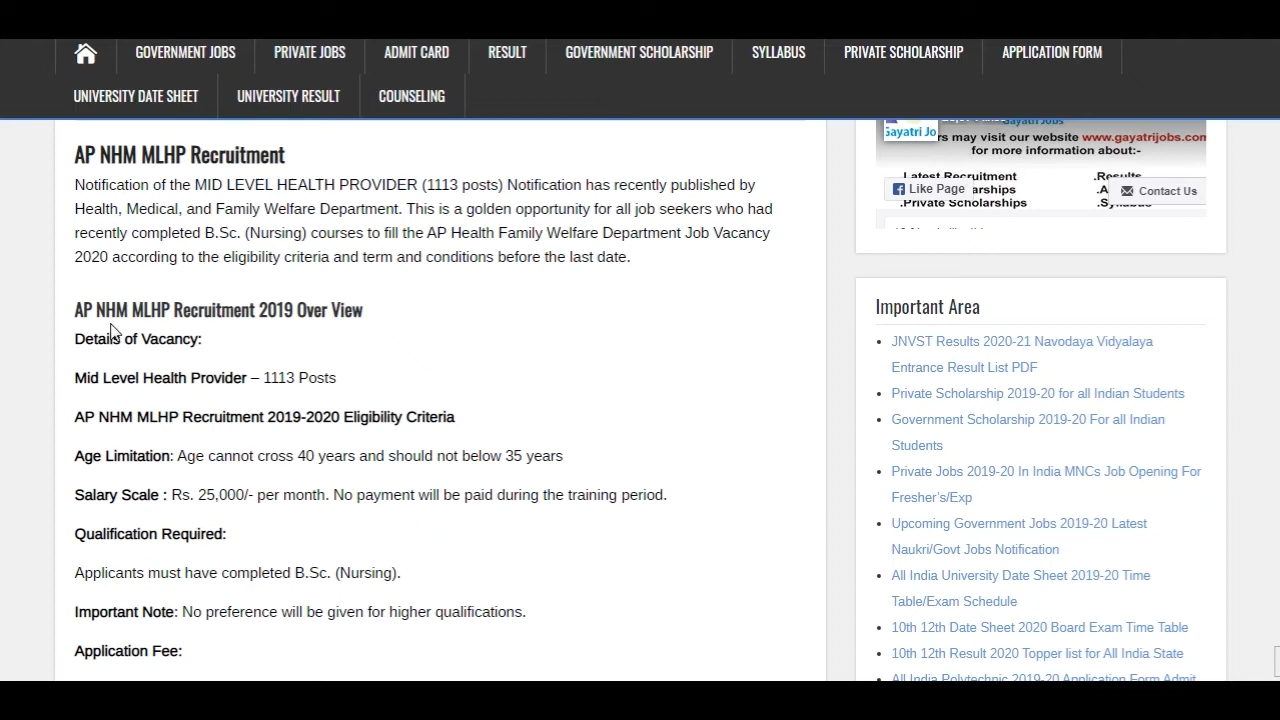 GOVERNMENT JOBS PRIVATE JOBS ADMIT CARD RESULT GOVERNMENT SCHOLARSHIP SYLLABUS PRIVATE SCHOLARSHIP APPLICATION FORM
UNIVERSITY DATE SHEET UNIVERSITY RESULT COUNSELING
AP NHM MLHP Recruitment
Notification of the MID LEVEL HEALTH PROVIDER (1113 posts) Notification has recently published by
Health, Medical, and Family Welfare Department. This is a golden opportunity for all job seekers who had
recently completed B.Sc. (Nursing) courses to fill the AP Health Family Welfare Department Job Vacancy
2020 according to the eligibility criteria and term and conditions before the last date.
AP NHM MLHP Recruitment 2019 Over View
Details of Vacancy:
Mid Level Health Provider – 1113 Posts
AP NHM MLHP Recruitment 2019-2020 Eligibility Criteria
Age Limitation: Age cannot cross 40 years and should not below 35 years
Salary Scale : Rs. 25,000/- per month. No payment will be paid during the training period.
Qualification Required:
Applicants must have completed B.Sc. (Nursing).
Important Note: No preference will be given for higher qualifications.
Application Fee:
Gayatri Jobs
Gayatri Jo
may visit our website www.gayatrijobs.com
for more information about:-
.Latest Recruitment .Results
Like Page Contact Us
.Private Scholarships
Important Area
JNVST Results 2020-21 Navodaya Vidyalaya
Entrance Result List PDF
Private Scholarship 2019-20 for all Indian Students
Government Scholarship 2019-20 For all Indian
Students
Private Jobs 2019-20 In India MNCs Job Opening For
Fresher’s/Exp
Upcoming Government Jobs 2019-20 Latest
Naukri/Govt Jobs Notification
All India University Date Sheet 2019-20 Time
Table/Exam Schedule
10th 12th Date Sheet 2020 Board Exam Time Table
10th 12th Result 2020 Topper list for All India State
All India Polytechnic 2019-20 Application Form Admit